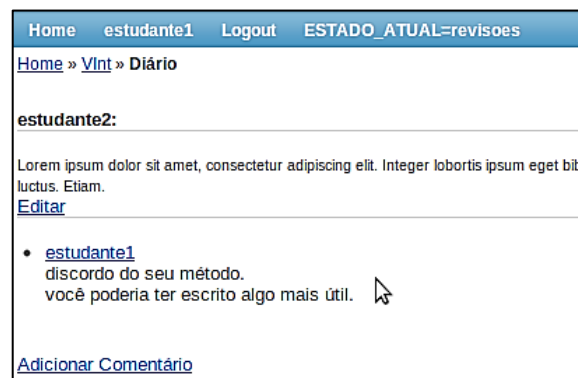 Home estudante1 Logout ESTADO_ATUAL=revisoes
Home » VInt » Diário
estudante2:
Lorem ipsum dolor sit amet, consectetur adipiscing elit. Integer lobortis ipsum eget
luctus. Etiam.
Editar
estudante1
discordo do seu método.
você poderia ter escrito algo mais útil.
Adicionar Comentário